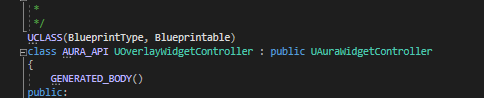 *
*/
UCLASS(BlueprintType, Blueprintable)
class AURA_API UOverlayWidgetController : public UAuraWidgetController
{
GENERATED_BODY()
public: